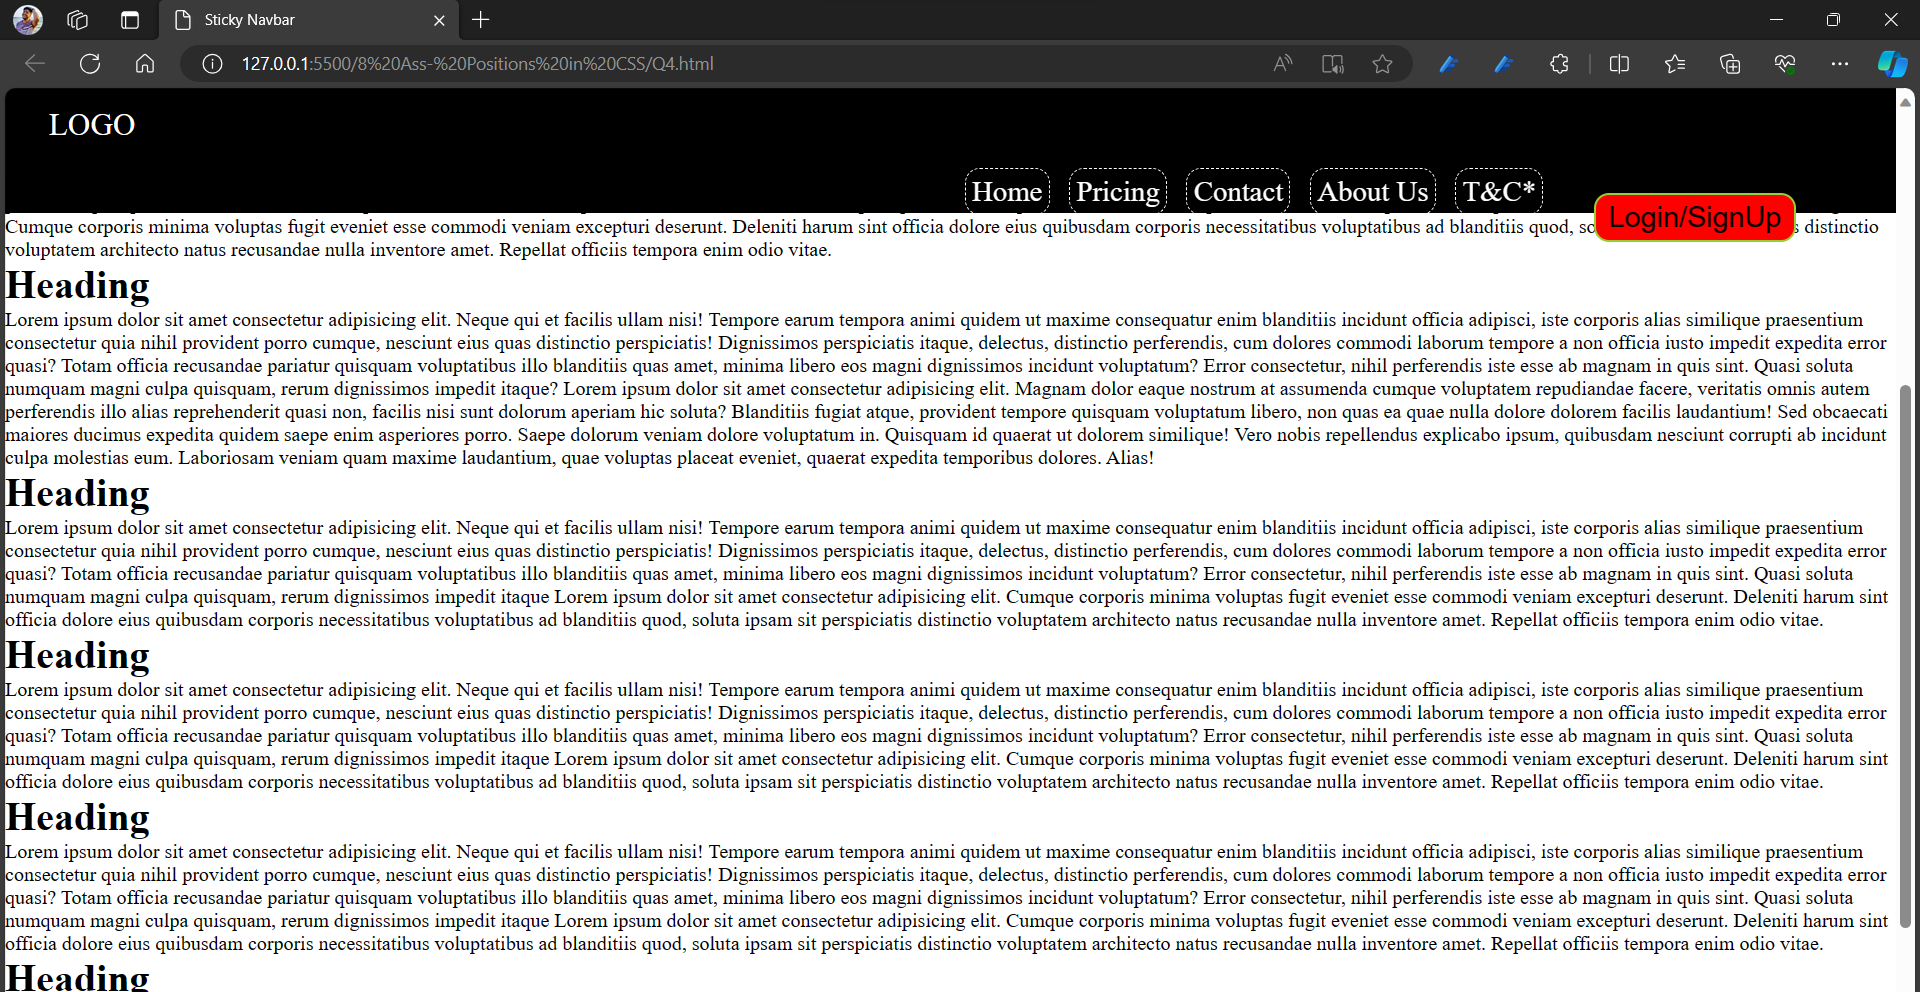 Sticky Navbar
127.0.0.1:5500/8%20Ass-%20Positions%20in%20CSS/Q4.html
LOGO
Home Pricing Contact About Us T&C*
Login/SignUp
Cumque corporis minima voluptas fugit eveniet esse commodi veniam excepturi deserunt. Deleniti harum sint officia dolore eius quibusdam corporis necessitatibus voluptatibus ad blanditiis quod, distinctio
voluptatem architecto natus recusandae nulla inventore amet. Repellat officiis tempora enim odio vitae.
Heading
Lorem ipsum dolor sit amet consectetur adipisicing elit. Neque qui et facilis ullam nisi! Tempore earum tempora animi quidem ut maxime consequatur enim blanditiis incidunt officia adipisci, iste corporis alias similique praesentium
consectetur quia nihil provident porro cumque, nesciunt eius quas distinctio perspiciatis! Dignissimos perspiciatis itaque, delectus, distinctio perferendis, cum dolores commodi laborum tempore a non officia iusto impedit expedita error
quasi? Totam officia recusandae pariatur quisquam voluptatibus illo blanditiis quas amet, minima libero eos magni dignissimos incidunt voluptatum? Error consectetur, nihil perferendis iste esse ab magnam in quis sint. Quasi soluta
numquam magni culpa quisquam, rerum dignissimos impedit itaque? Lorem ipsum dolor sit amet consectetur adipisicing elit. Magnam dolor eaque nostrum at assumenda cumque voluptatem repudiandae facere, veritatis omnis autem
perferendis illo alias reprehenderit quasi non, facilis nisi sunt dolorum aperiam hic soluta? Blanditiis fugiat atque, provident tempore quisquam voluptatum libero, non quas ea quae nulla dolore dolorem facilis laudantium! Sed obcaecati
maiores ducimus expedita quidem saepe enim asperiores porro. Saepe dolorum veniam dolore voluptatum in. Quisquam id quaerat ut dolorem similique! Vero nobis repellendus explicabo ipsum, quibusdam nesciunt corrupti ab incidunt
culpa molestias eum. Laboriosam veniam quam maxime laudantium, quae voluptas placeat eveniet, quaerat expedita temporibus dolores. Alias!
Heading
Lorem ipsum dolor sit amet consectetur adipisicing elit. Neque qui et facilis ullam nisi! Tempore earum tempora animi quidem ut maxime consequatur enim blanditiis incidunt officia adipisci, iste corporis alias similique praesentium
consectetur quia nihil provident porro cumque, nesciunt eius quas distinctio perspiciatis! Dignissimos perspiciatis itaque, delectus, distinctio perferendis, cum dolores commodi laborum tempore a non officia iusto impedit expedita error
quasi? Totam officia recusandae pariatur quisquam voluptatibus illo blanditiis quas amet, minima libero eos magni dignissimos incidunt voluptatum? Error consectetur, nihil perferendis iste esse ab magnam in quis sint. Quasi soluta
numquam magni culpa quisquam, rerum dignissimos impedit itaque Lorem ipsum dolor sit amet consectetur adipisicing elit. Cumque corporis minima voluptas fugit eveniet esse commodi veniam excepturi deserunt. Deleniti harum sint
officia dolore eius quibusdam corporis necessitatibus voluptatibus ad blanditiis quod, soluta ipsam sit perspiciatis distinctio voluptatem architecto natus recusandae nulla inventore amet. Repellat officiis tempora enim odio vitae.
Heading
Lorem ipsum dolor sit amet consectetur adipisicing elit. Neque qui et facilis ullam nisi! Tempore earum tempora animi quidem ut maxime consequatur enim blanditiis incidunt officia adipisci, iste corporis alias similique praesentium
consectetur quia nihil provident porro cumque, nesciunt eius quas distinctio perspiciatis! Dignissimos perspiciatis itaque, delectus, distinctio perferendis, cum dolores commodi laborum tempore a non officia iusto impedit expedita error
quasi? Totam officia recusandae pariatur quisquam voluptatibus illo blanditiis quas amet, minima libero eos magni dignissimos incidunt voluptatum? Error consectetur, nihil perferendis iste esse ab magnam in quis sint. Quasi soluta
numquam magni culpa quisquam, rerum dignissimos impedit itaque Lorem ipsum dolor sit amet consectetur adipisicing elit. Cumque corporis minima voluptas fugit eveniet esse commodi veniam excepturi deserunt. Deleniti harum sint
officia dolore eius quibusdam corporis necessitatibus voluptatibus ad blanditiis quod, soluta ipsam sit perspiciatis distinctio voluptatem architecto natus recusandae nulla inventore amet. Repellat officiis tempora enim odio vitae.
Heading
Lorem ipsum dolor sit amet consectetur adipisicing elit. Neque qui et facilis ullam nisi! Tempore earum tempora animi quidem ut maxime consequatur enim blanditiis incidunt officia adipisci, iste corporis alias similique praesentium
consectetur quia nihil provident porro cumque, nesciunt eius quas distinctio perspiciatis! Dignissimos perspiciatis itaque, delectus, distinctio perferendis, cum dolores commodi laborum tempore a non officia iusto impedit expedita error
quasi? Totam officia recusandae pariatur quisquam voluptatibus illo blanditiis quas amet, minima libero eos magni dignissimos incidunt voluptatum? Error consectetur, nihil perferendis iste esse ab magnam in quis sint. Quasi soluta
numquam magni culpa quisquam, rerum dignissimos impedit itaque Lorem ipsum dolor sit amet consectetur adipisicing elit. Cumque corporis minima voluptas fugit eveniet esse commodi veniam excepturi deserunt. Deleniti harum sint
officia dolore eius quibusdam corporis necessitatibus voluptatibus ad blanditiis quod, soluta ipsam sit perspiciatis distinctio voluptatem architecto natus recusandae nulla inventore amet. Repellat officiis tempora enim odio vitae.
Heading